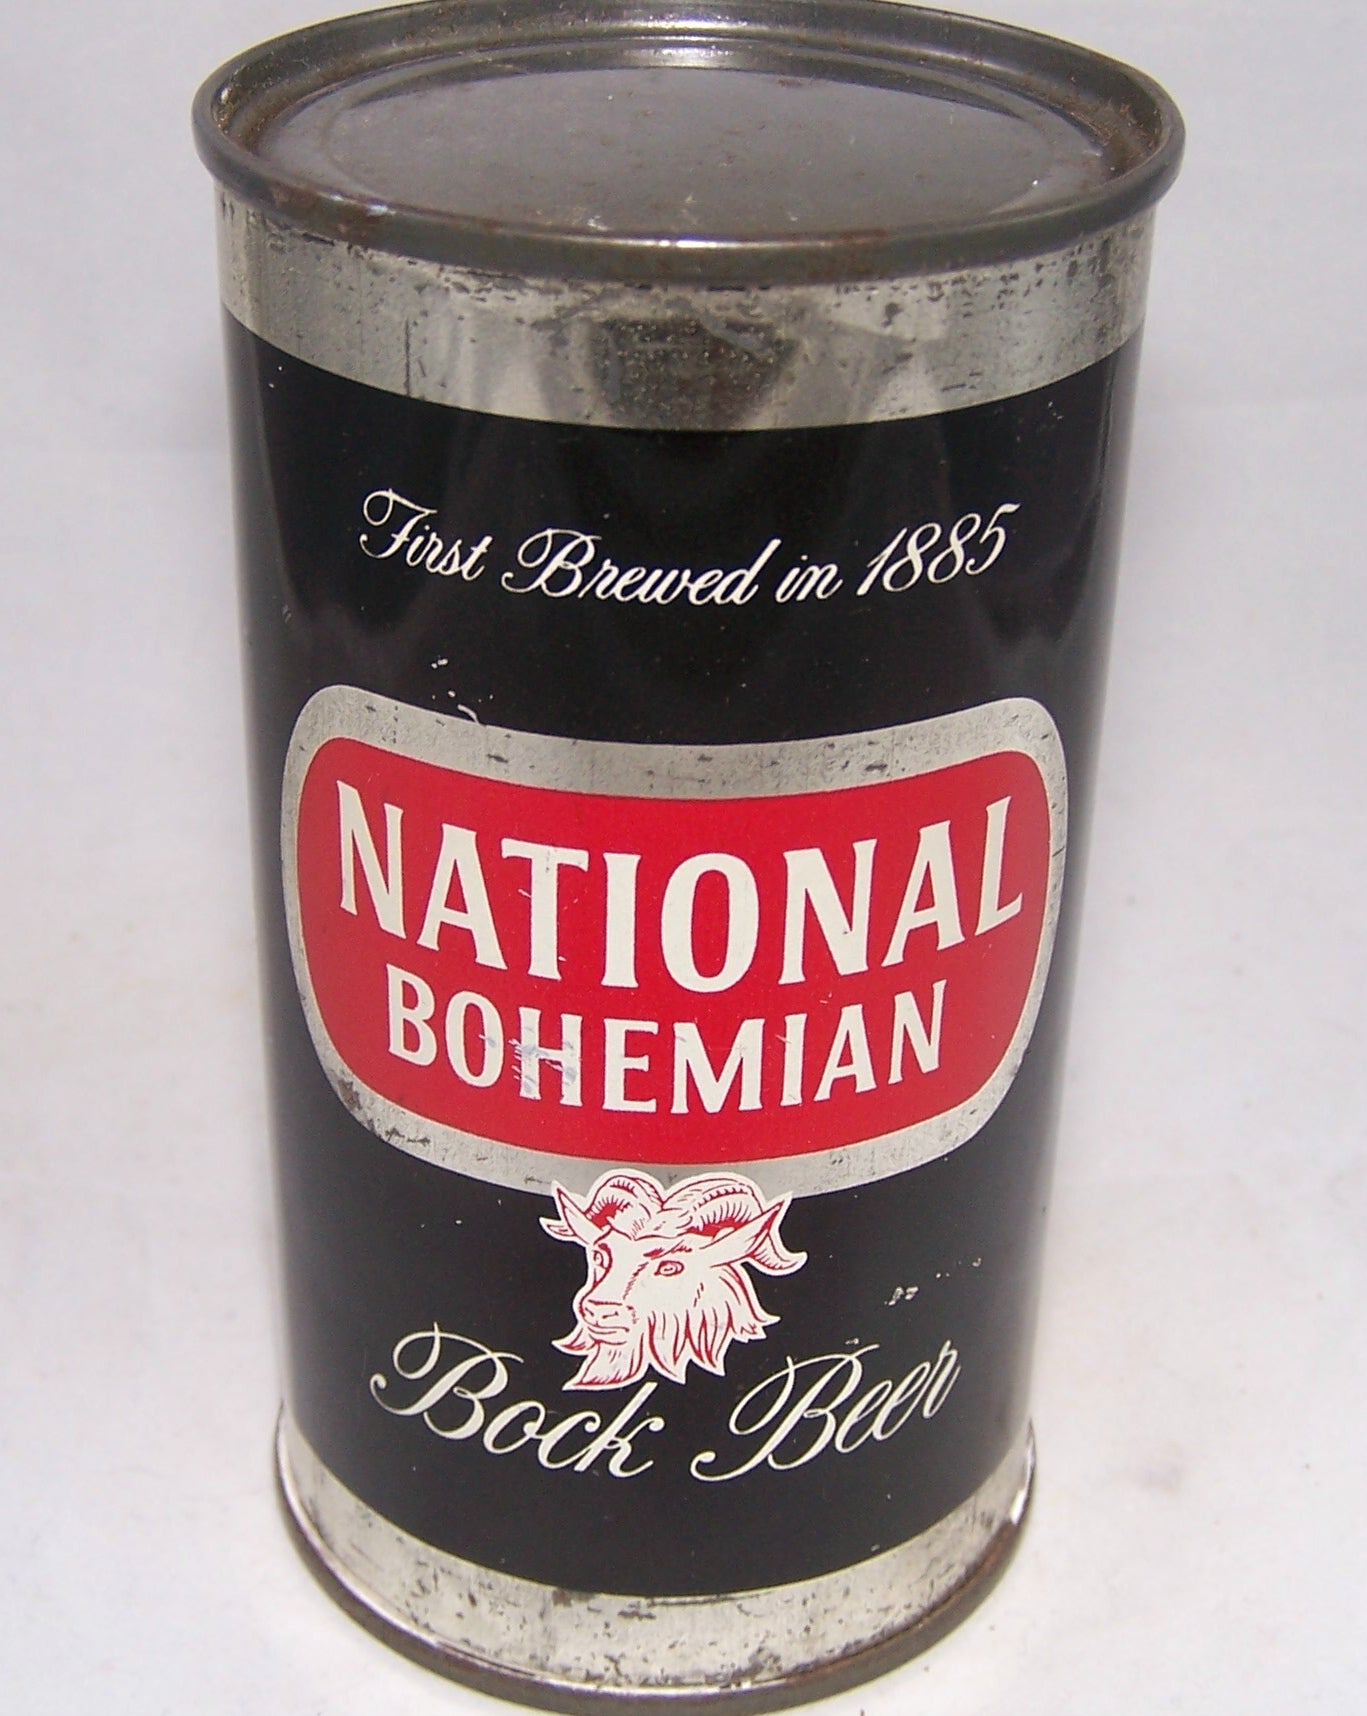 First Brewed in 1885
NATIONAL
BOHEMIAN
Bock Beer